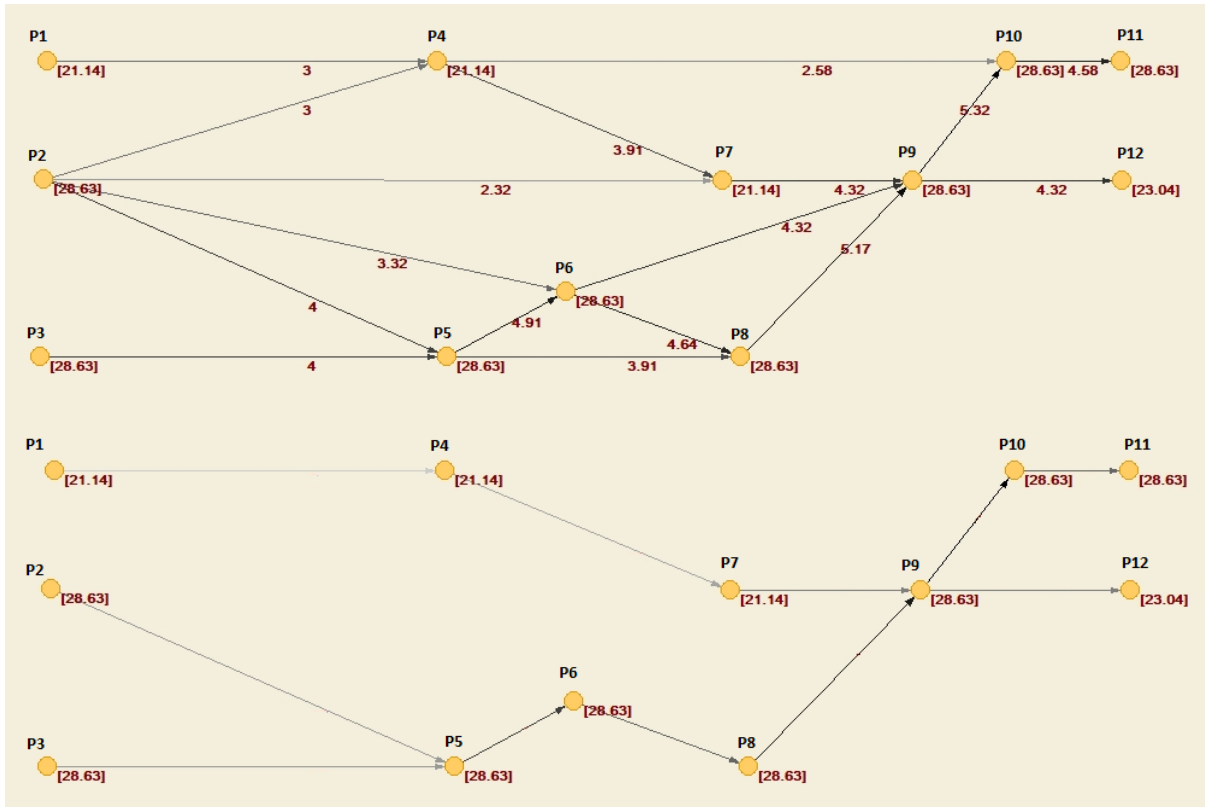 P1 P4 P10 P11
[21.14] 3 [21.14] 2.58 [28.63] 4.58 [28.63]
3
5.32
3.91
P2 P7 P9 P12
[28.63] 2.32 [21.14] 4.32 [28.63] 4.32 [23.04]
4.32
5.17
3.32 P6
[28.63]
4
4.91
P3 P5 4.64 P8
[28.63] 4 [28.63] 3.91 [28.63]
P1 P4 P10 P11
[21.14] [21.14] [28.63] [28.63]
P2 P7 P9 P12
[28.63] [21.14] [28.63] [23.04]
P6
[28.63]
P3 P5 P8
[28.63] [28.63] [28.63]